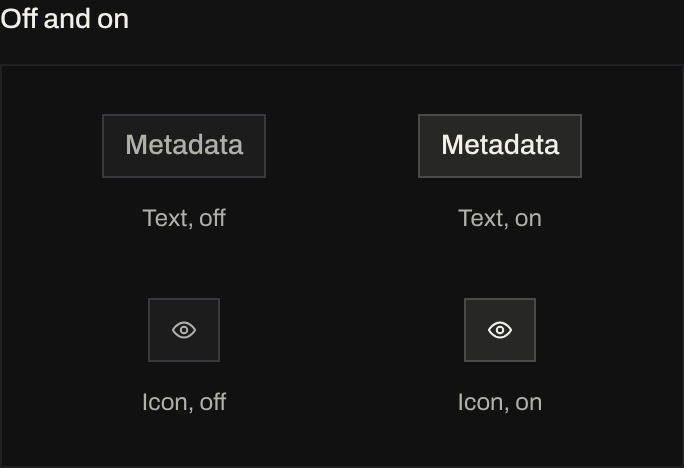 Off and on
Metadata
Metadata
Text, off
Text, on
Icon, off
Icon, on